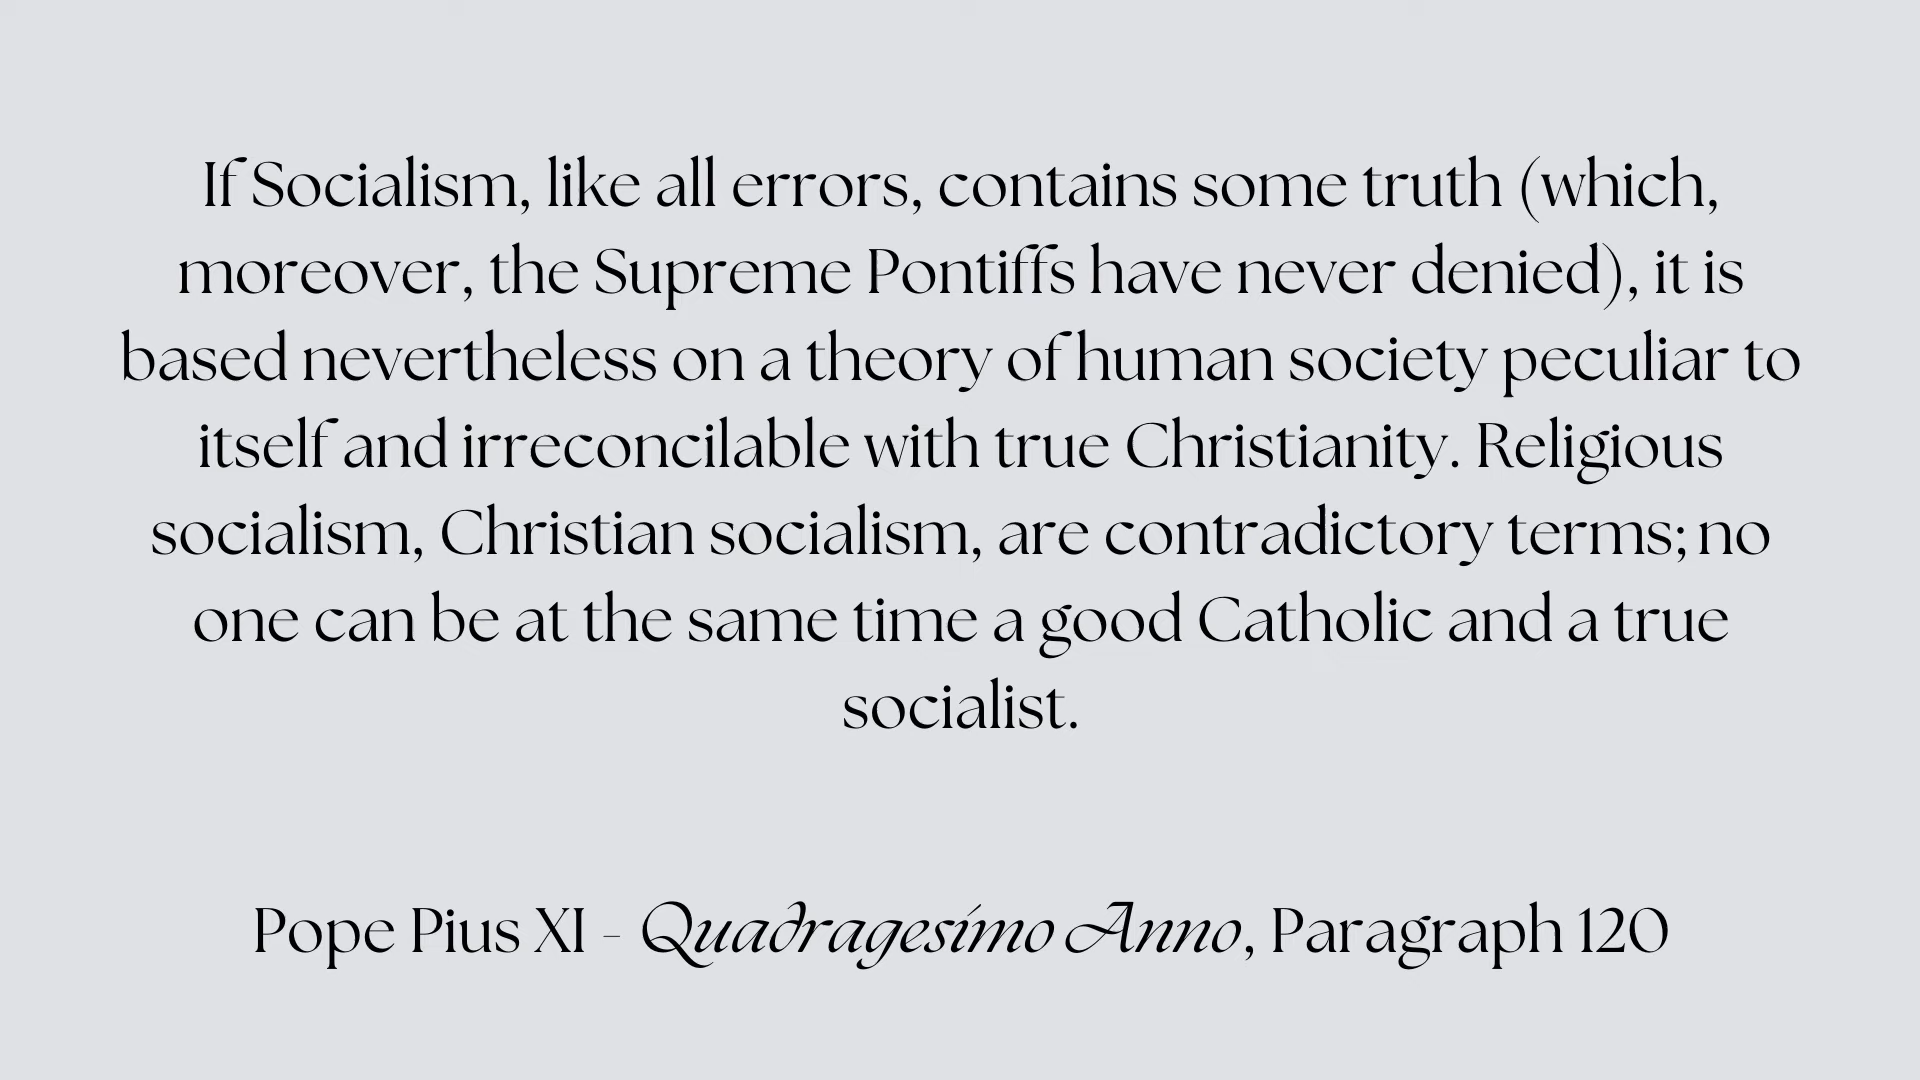 If Socialism, like all errors, contains some truth (which,
moreover, the Supreme Pontiffs have never denied), it is
based nevertheless on a theory of human society peculiar to
itself and irreconcilable with true Christianity. Religious
socialism, Christian socialism, are contradictory terms; no
one can be at the same time a good Catholic and a true
socialist.
Pope Pius XI - Quadragesimo Anno, Paragraph 120